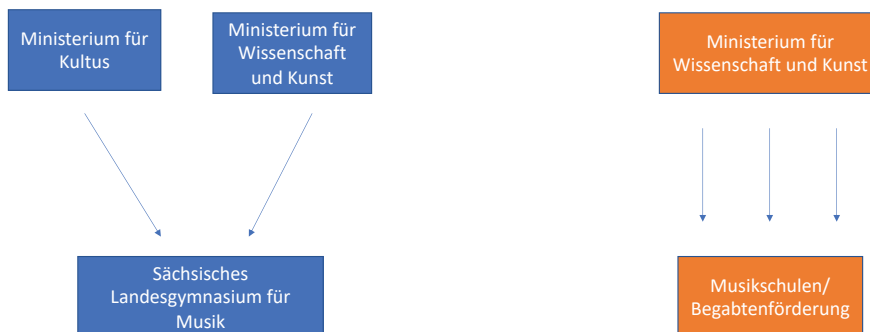 Ministerium für
Kultus
Ministerium für
Wissenschaft
und Kunst
Ministerium für
Wissenschaft und Kunst
Sächsisches
Landesgymnasium für
Musik
Musikschulen/
Begabtenförderung